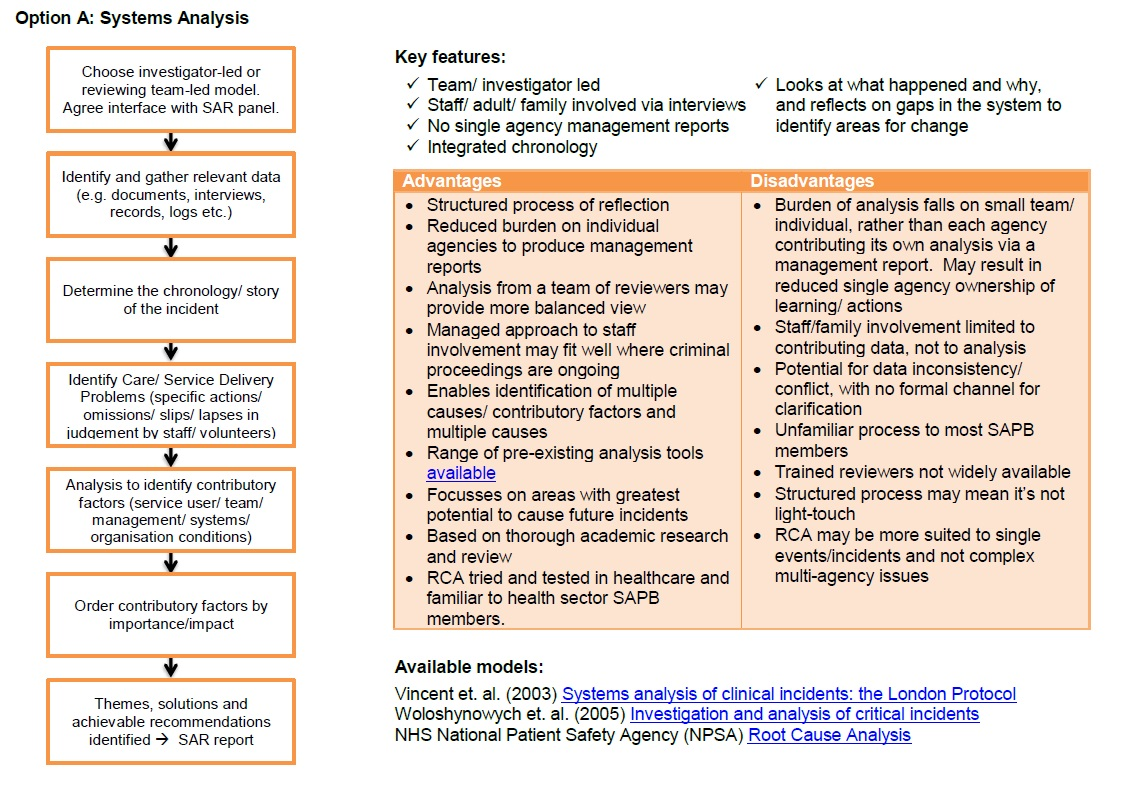 Option A: Systems Analysis
Choose investigator-led or
reviewing team-led model.
Agree interface with SAR panel.
Identify and gather relevant data
(e.g. documents, interviews,
records, logs etc.)
Determine the chronology/ story
of the incident
Identify Care/ Service Delivery
Problems (specific actions/
omissions/ slips/ lapses in
judgement by staff/ volunteers)
Analysis to identify contributory
factors (service user/ team/
management/ systems/
organisation conditions)
Order contributory factors by
importance/impact
Themes, solutions and
achievable recommendations
identified → SAR report
Key features:
✓ Team/ investigator led
✓ Staff/ adult/ family involved via interviews
✓ No single agency management reports
✓ Integrated chronology
✓ Looks at what happened and why,
and reflects on gaps in the system to
identify areas for change
Advantages
• Structured process of reflection
• Reduced burden on individual
agencies to produce management
reports
• Analysis from a team of reviewers may
provide more balanced view
• Managed approach to staff
involvement may fit well where criminal
proceedings are ongoing
• Enables identification of multiple
causes/ contributory factors and
multiple causes
• Range of pre-existing analysis tools
available
• Focusses on areas with greatest
potential to cause future incidents
• Based on thorough academic research
and review
• RCA tried and tested in healthcare and
familiar to health sector SAPB
members.
Disadvantages
• Burden of analysis falls on small team/
individual, rather than each agency
contributing its own analysis via a
management report.  May result in
reduced single agency ownership of
learning/ actions
• Staff/family involvement limited to
contributing data, not to analysis
• Potential for data inconsistency/
conflict, with no formal channel for
clarification
• Unfamiliar process to most SAPB
members
• Trained reviewers not widely available
• Structured process may mean it's not
light-touch
• RCA may be more suited to single
events/incidents and not complex
multi-agency issues
Available models:
Vincent et. al. (2003) Systems analysis of clinical incidents: the London Protocol
Woloshynowych et. al. (2005) Investigation and analysis of critical incidents
NHS National Patient Safety Agency (NPSA) Root Cause Analysis